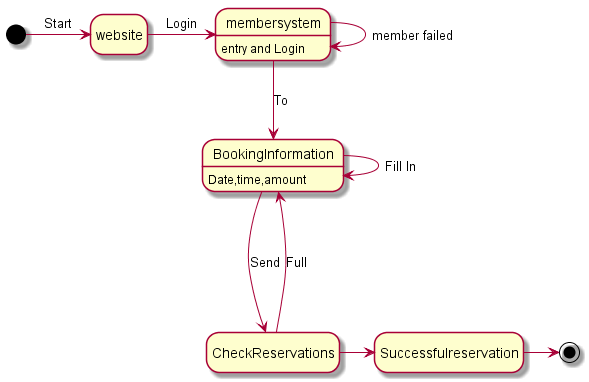 Start
website
Login
membersystem
entry and Login
member failed
To
BookingInformation
Date,time,amount
Fill In
Send
Full
CheckReservations
Successfulreservation